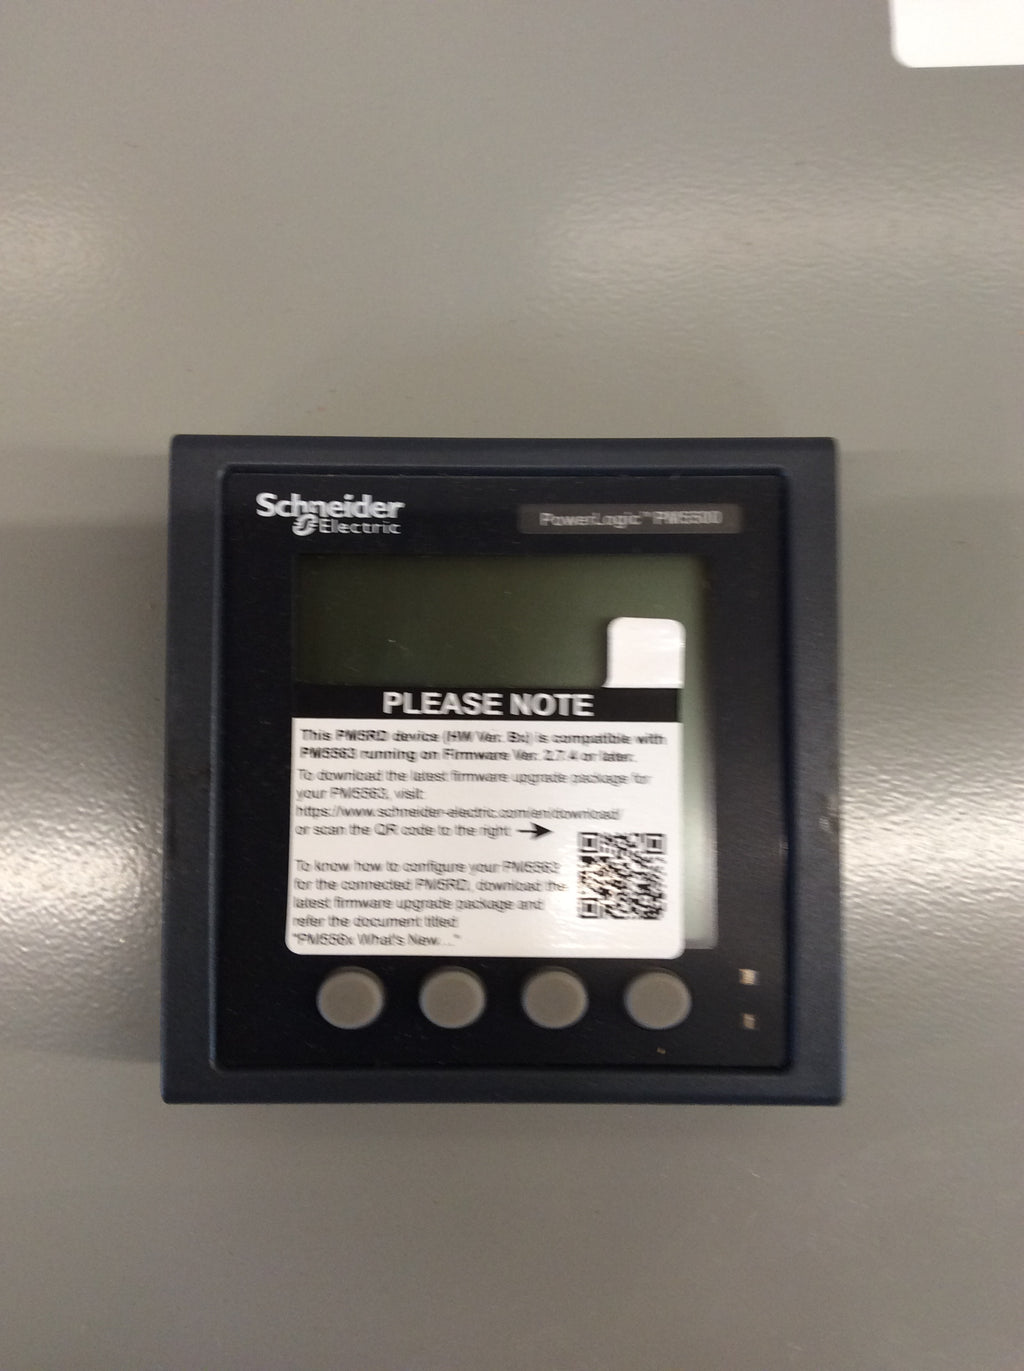 Schneider
Electric
PowerLogic™ PM5500
PLEASE NOTE
This PM5RD device (HW Ver. Bx) is compatible with
PM5563 running on Firmware Ver. 2.7.4 or later.
To download the latest firmware upgrade package for
your PM5563, visit:
https://www.schneider-electric.com/en/download/
or scan the QR code to the right:
To know how to configure your PM5563
for the connected PM5RD, download the
latest firmware upgrade package and
refer the document titled
"PM556x What's New..."